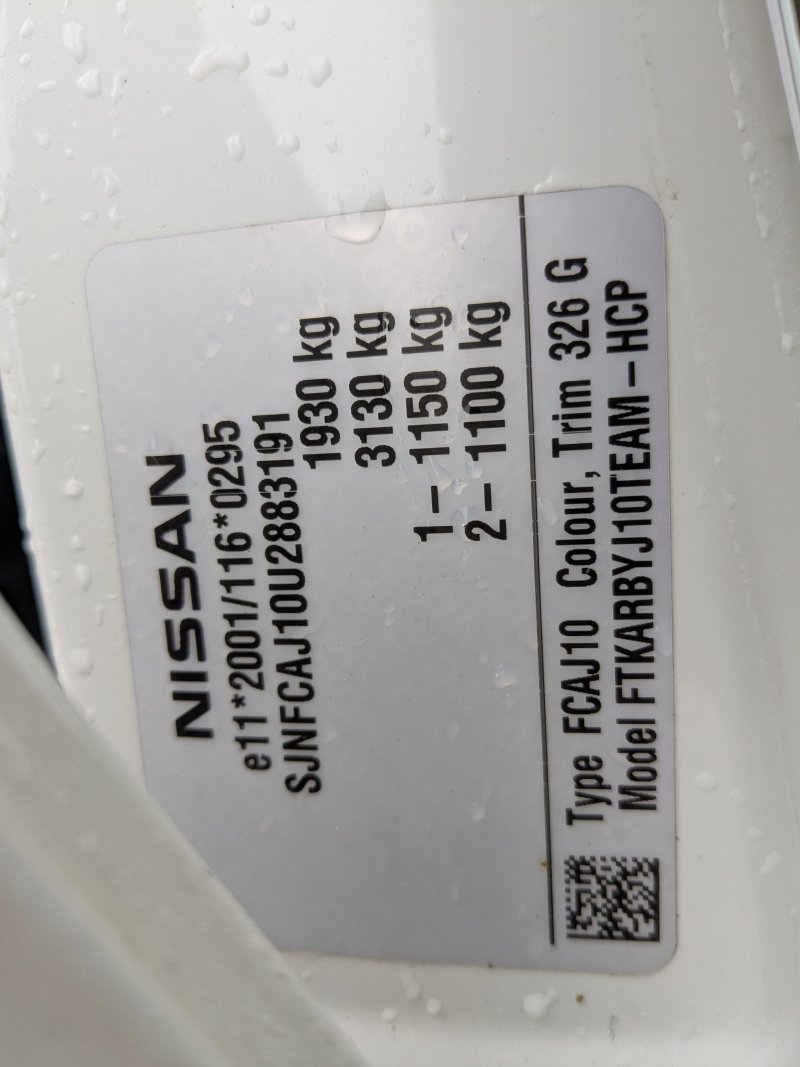 NISSAN
e11*2001/116*0295
SJNFCAJ10U2883191
1930 kg
3130 kg
1– 1150 kg
2– 1100 kg
Type FCAJ10 Colour, Trim 326 G
Model FTKARBYJ10TEAM–HCP